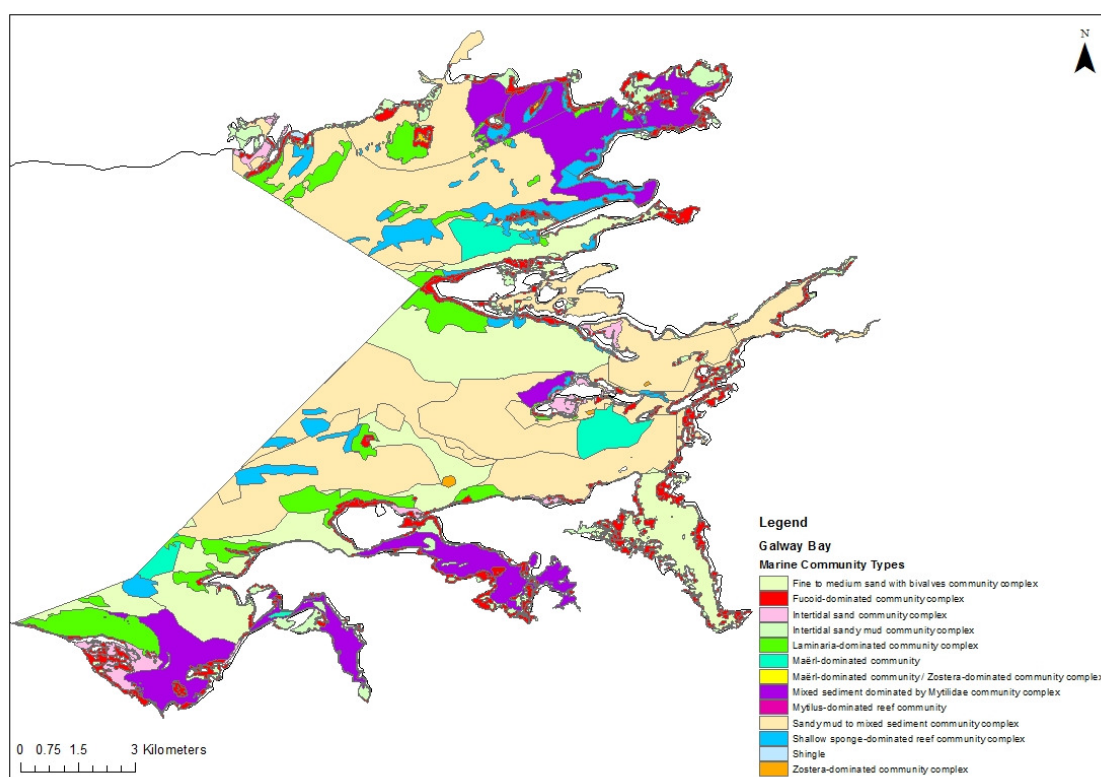 N
Legend
Galway Bay
Marine Community Types
Fine to medium sand with bivalves community complex
Fucoid-dominated community complex
Intertidal sand community complex
Intertidal sandy mud community complex
Laminaria-dominated community complex
Maërl-dominated community
Maërl-dominated community / Zostera-dominated community complex
Mixed sediment dominated by Mytilidae community complex
Mytilus-dominated reef community
Sandy mud to mixed sediment community complex
Shallow sponge-dominated reef community complex
Shingle
Zostera-dominated community complex
0 0.75 1.5 3 Kilometers